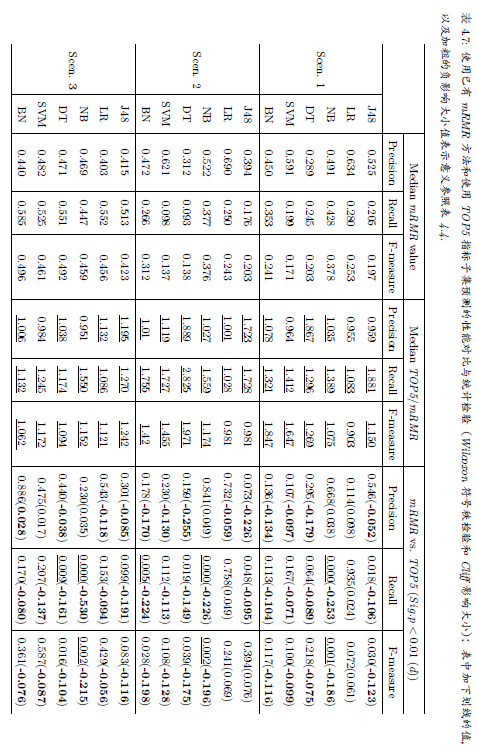 表 4.7: 使用已有 mRMR 方法和使用 TOP5 指标子集预测的性能对比与统计检验 (Wilcoxon 符号秩检验和 Cliff 影响大小): 表中加下划线的值,
以及加粗的负影响大小值表示意义参照表 4.4.
Median mRMR value Median TOP5/mRMR mRMR vs. TOP5 (Sig.p < 0.01 (d))
Precision Recall F-measure Precision Recall F-measure Precision Recall F-measure
J48 0.525 0.205 0.197 0.959 1.881 1.150 0.546(-0.052) 0.018(-0.106) 0.030(-0.123)
LR 0.634 0.280 0.253 0.955 1.083 0.903 0.114(0.098) 0.935(0.024) 0.072(0.061)
NB 0.491 0.428 0.378 1.035 1.389 1.075 0.668(0.038) 0.000(-0.253) 0.001(-0.186)
Scen. 1
DT 0.289 0.245 0.203 1.867 1.296 1.269 0.295(-0.179) 0.064(-0.089) 0.218(-0.075)
SVM 0.591 0.199 0.171 0.964 1.412 1.647 0.107(-0.097) 0.167(-0.071) 0.100(-0.099)
BN 0.450 0.353 0.241 1.078 1.321 1.847 0.136(-0.134) 0.113(-0.104) 0.117(-0.116)
J48 0.394 0.176 0.203 1.723 1.728 0.981 0.073(-0.226) 0.048(-0.095) 0.394(0.076)
LR 0.690 0.250 0.243 1.001 1.028 0.981 0.732(-0.059) 0.758(0.049) 0.241(0.069)
NB 0.522 0.377 0.376 1.027 1.559 1.174 0.841(0.049) 0.000(-0.226) 0.002(-0.196)
Scen. 2
DT 0.312 0.093 0.138 1.839 2.825 1.971 0.159(-0.255) 0.019(-0.149) 0.039(-0.175)
SVM 0.621 0.098 0.137 1.119 1.727 1.455 0.230(-0.130) 0.112(-0.113) 0.108(-0.128)
BN 0.472 0.266 0.312 1.01 1.755 1.42 0.178(-0.170) 0.005(-0.224) 0.028(-0.198)
J48 0.415 0.513 0.423 1.195 1.270 1.242 0.301(-0.085) 0.099(-0.191) 0.083(-0.116)
LR 0.403 0.552 0.456 1.132 1.086 1.121 0.543(-0.118) 0.153(-0.094) 0.429(-0.056)
NB 0.469 0.447 0.459 0.951 1.550 1.152 0.230(0.035) 0.000(-0.530) 0.002(-0.215)
Scen. 3
DT 0.471 0.551 0.492 1.038 1.174 1.094 0.440(-0.038) 0.009(-0.161) 0.016(-0.104)
SVM 0.482 0.525 0.461 0.984 1.245 1.172 0.475(0.017) 0.207(-0.137) 0.587(-0.087)
BN 0.440 0.585 0.496 1.006 1.132 1.062 0.886(0.028) 0.170(-0.080) 0.361(-0.076)